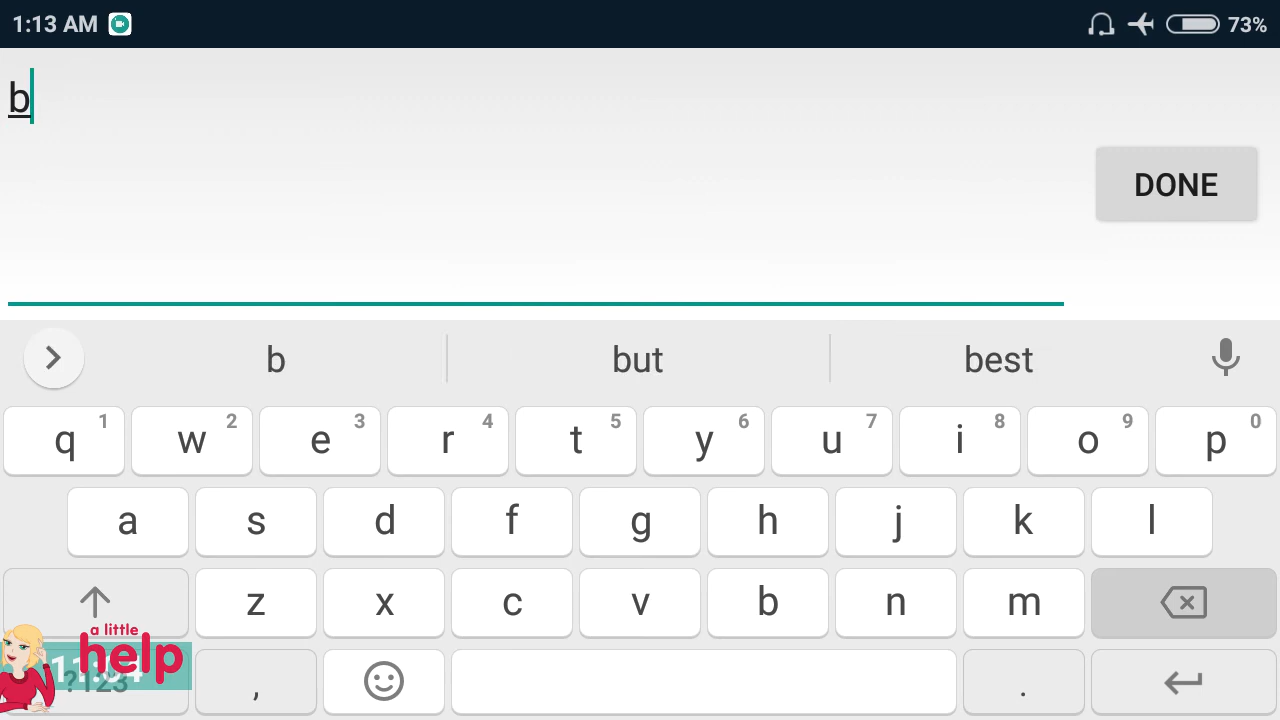 1:13 AM 73%
b
DONE
b but best
q 1 w 2 e 3 r 4 t 5 y 6 u 7 i 8 o 9 p 0
a s d f g h j k l
z x c v b n m
a little
help
?123 , .